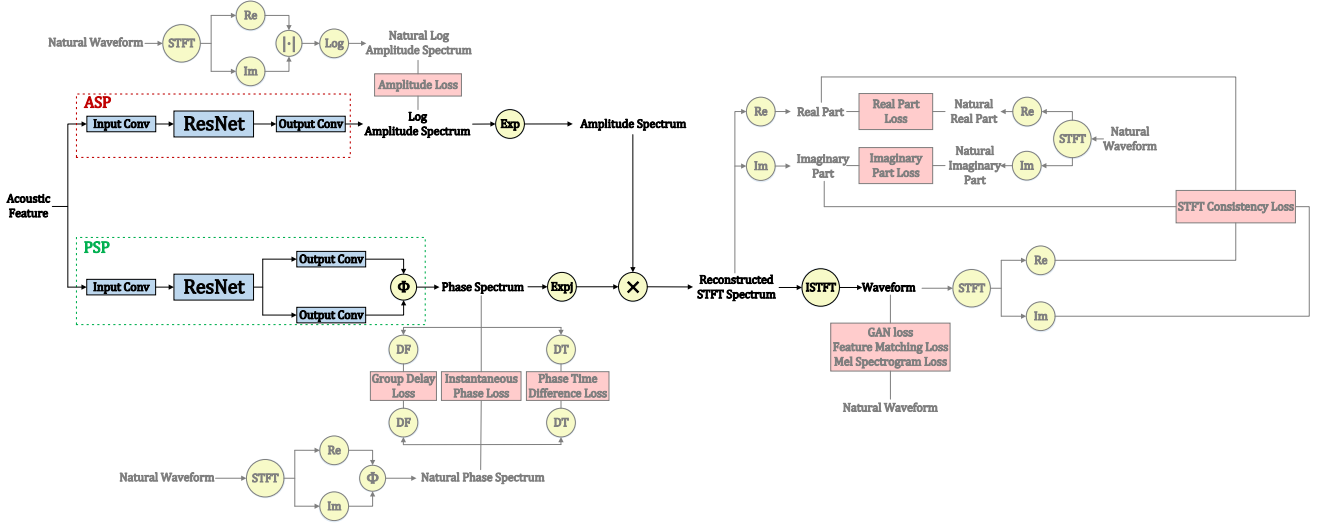 Natural Waveform
STFT
Re
Im
|·|
Log
Natural Log
Amplitude Spectrum
Amplitude Loss
ASP
Input Conv
ResNet
Output Conv
Log
Amplitude Spectrum
Exp
Amplitude Spectrum
Acoustic
Feature
PSP
Input Conv
ResNet
Output Conv
Output Conv
Φ
Phase Spectrum
Expj
×
Reconstructed
STFT Spectrum
ISTFT
Waveform
STFT
Re
Im
Re
Real Part
Real Part
Loss
Natural
Real Part
Re
Im
Imaginary
Part
Imaginary
Part Loss
Natural
Imaginary
Part
Im
STFT
Natural
Waveform
STFT Consistency Loss
GAN loss
Feature Matching Loss
Mel Spectrogram Loss
Natural Waveform
DF
DT
Group Delay
Loss
Instantaneous
Phase Loss
Phase Time
Difference Loss
DF
DT
Natural Waveform
STFT
Re
Im
Φ
Natural Phase Spectrum